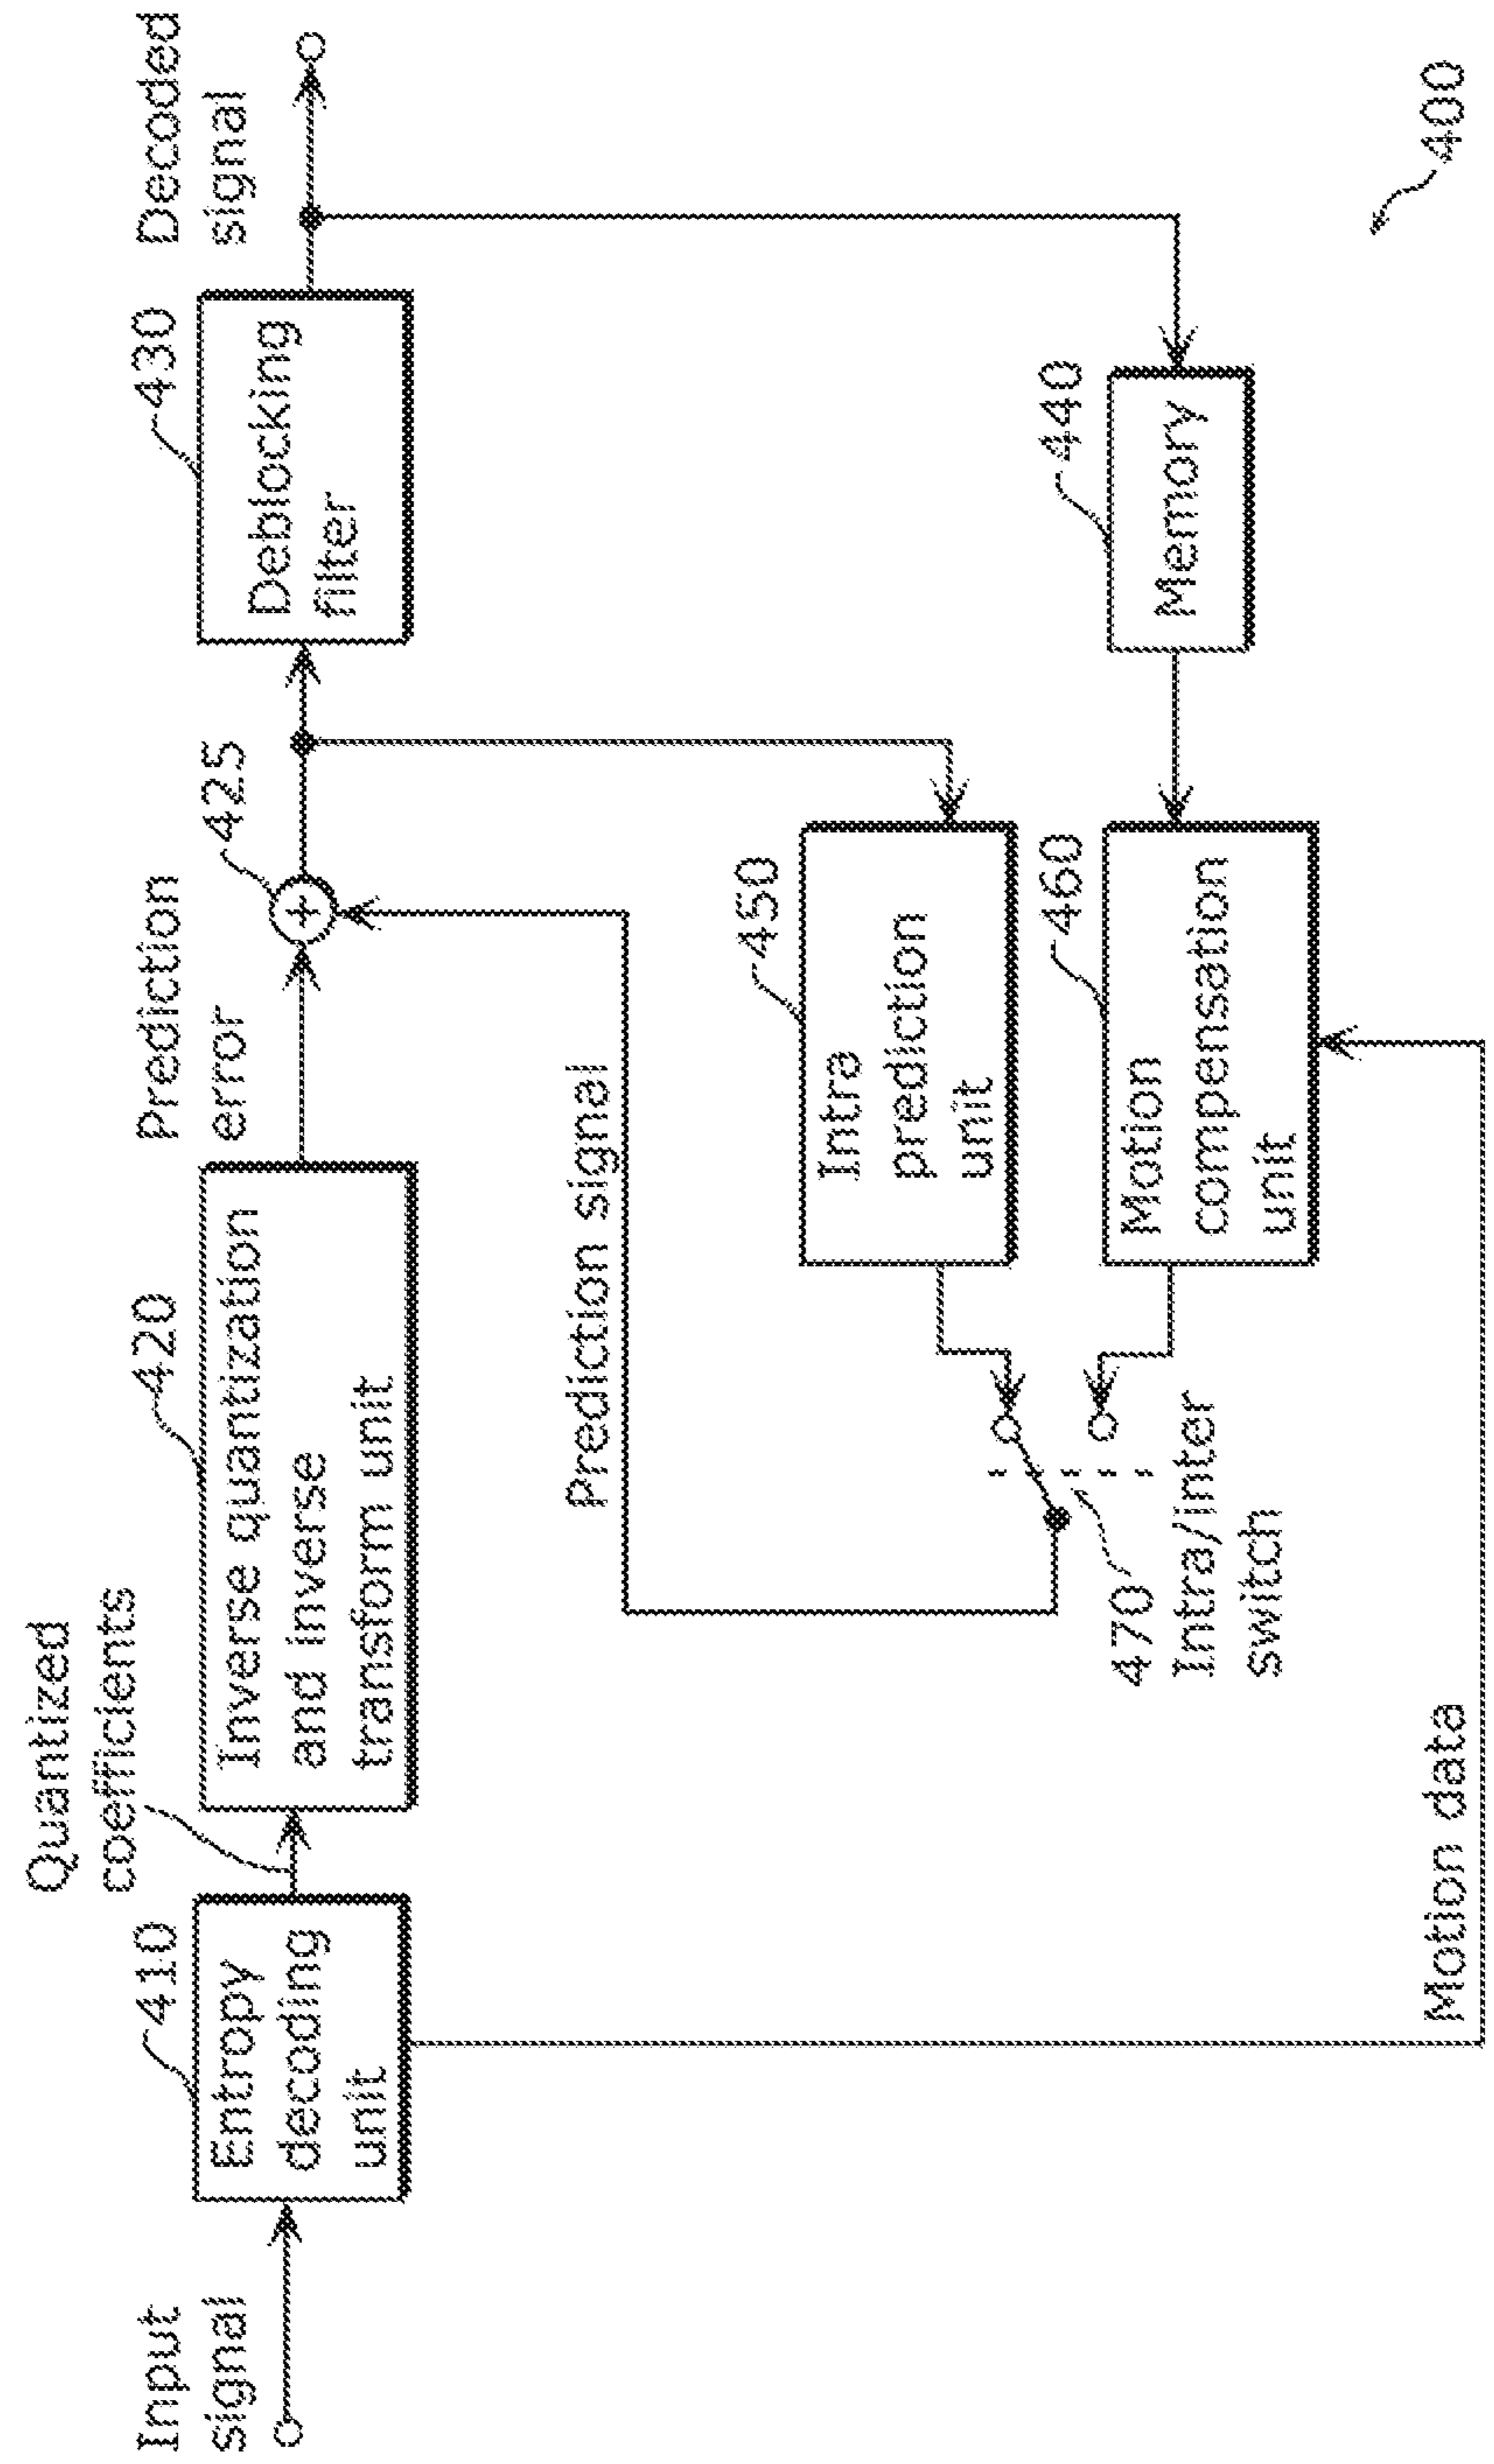 Input
signal
410
Entropy
decoding
unit
Quantized
coefficients
420
Inverse quantization
and inverse
transform unit
Prediction
error
425
+
430
Deblocking
filter
Decoded
signal
Prediction signal
450
Intra
prediction
unit
440
Memory
460
Motion
compensation
unit
470
Intra/inter
switch
Motion data
400